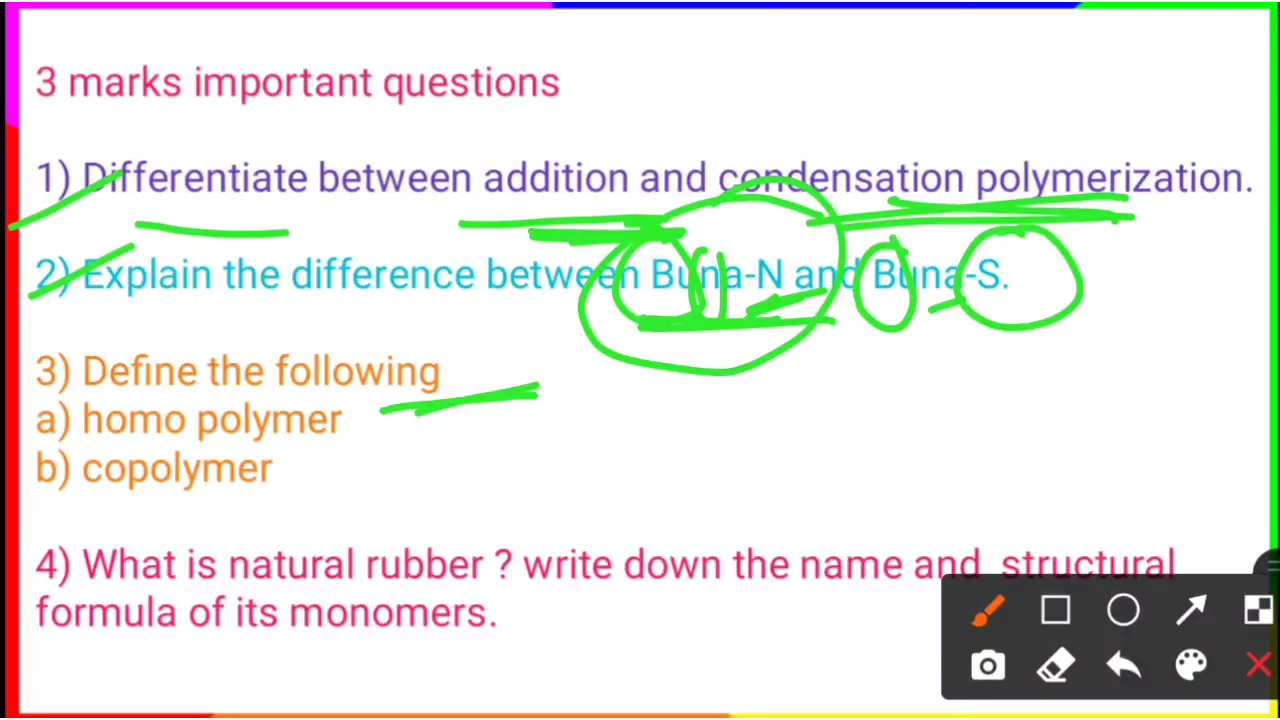 3 marks important questions
1) Differentiate between addition and condensation polymerization.
2) Explain the difference between Buna-N and Buna-S.
3) Define the following
a) homo polymer
b) copolymer
4) What is natural rubber ? write down the name and structural
formula of its monomers.